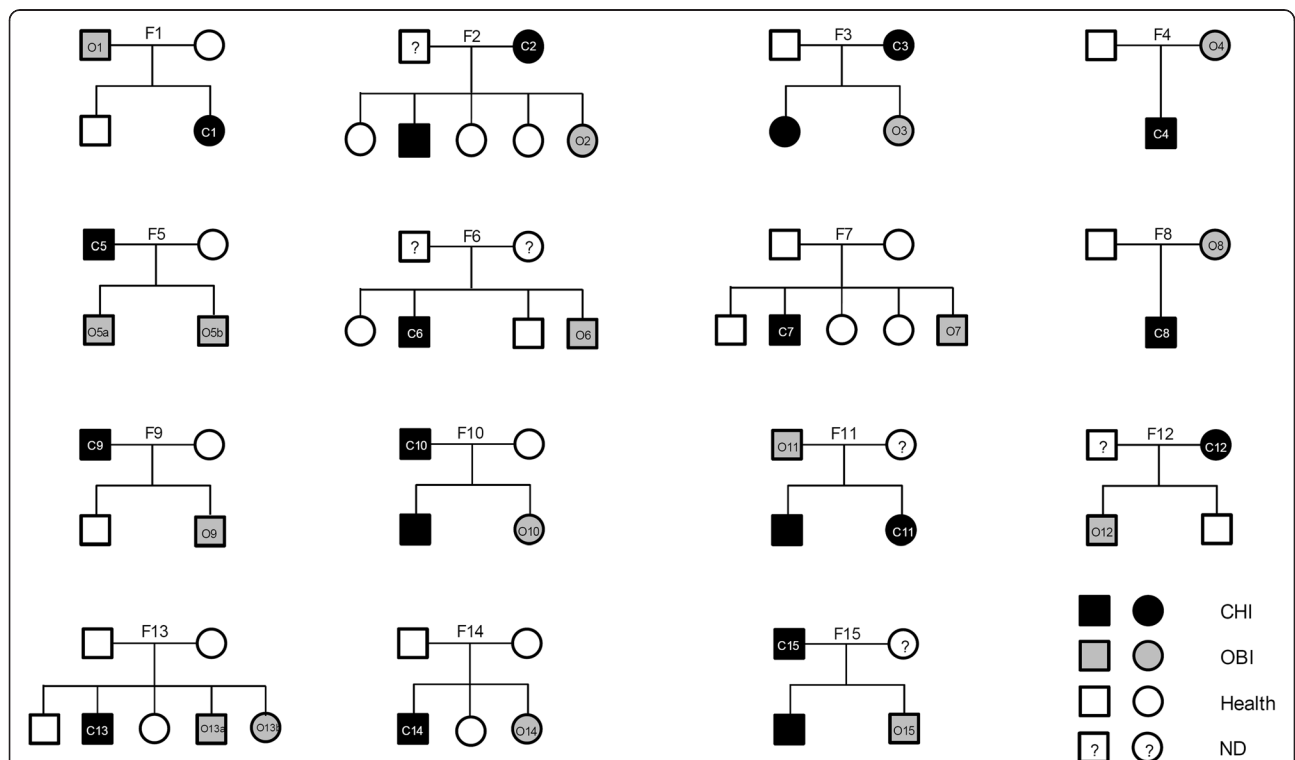 F1 F2 F3 F4
O1 ? C2 C3 O4
C1 O2 O3 C4
F5 F6 F7 F8
C5 ? ? O8
O5a O5b C6 O6 C7 O7 C8
F9 F10 F11 F12
C9 C10 O11 ? ? C12
O9 O10 C11 O12
CHI
F13 F14 F15
C15 ?
OBI
Health
C13 O13a O13b C14 O14 O15
? ? ND